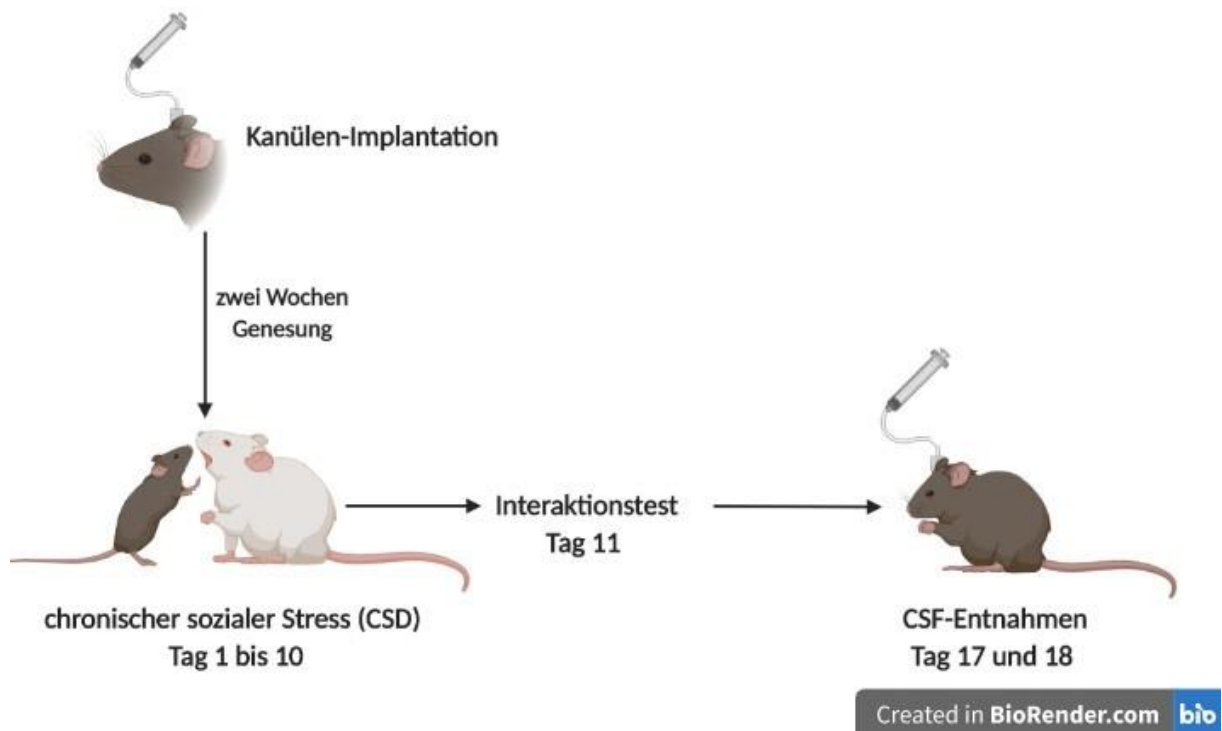 Kanülen-Implantation
zwei Wochen
Genesung
chronischer sozialer Stress (CSD)
Tag 1 bis 10
Interaktionstest
Tag 11
CSF-Entnahmen
Tag 17 und 18
Created in BioRender.com bio